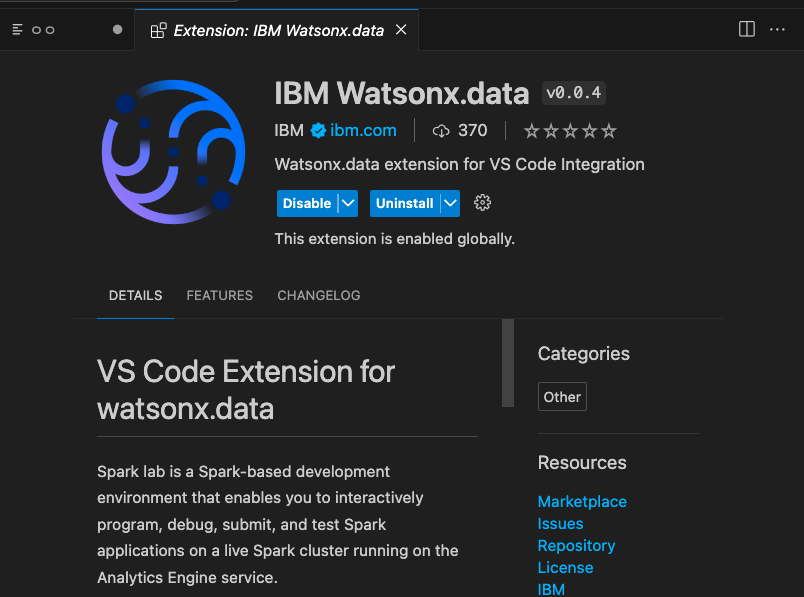 Extension: IBM Watsonx.data
IBM Watsonx.data v0.0.4
IBM ibm.com 370
Watsonx.data extension for VS Code Integration
Disable Uninstall
This extension is enabled globally.
DETAILS FEATURES CHANGELOG
VS Code Extension for
watsonx.data
Spark lab is a Spark-based development
environment that enables you to interactively
program, debug, submit, and test Spark
applications on a live Spark cluster running on the
Analytics Engine service.
Categories
Other
Resources
Marketplace
Issues
Repository
License
IBM